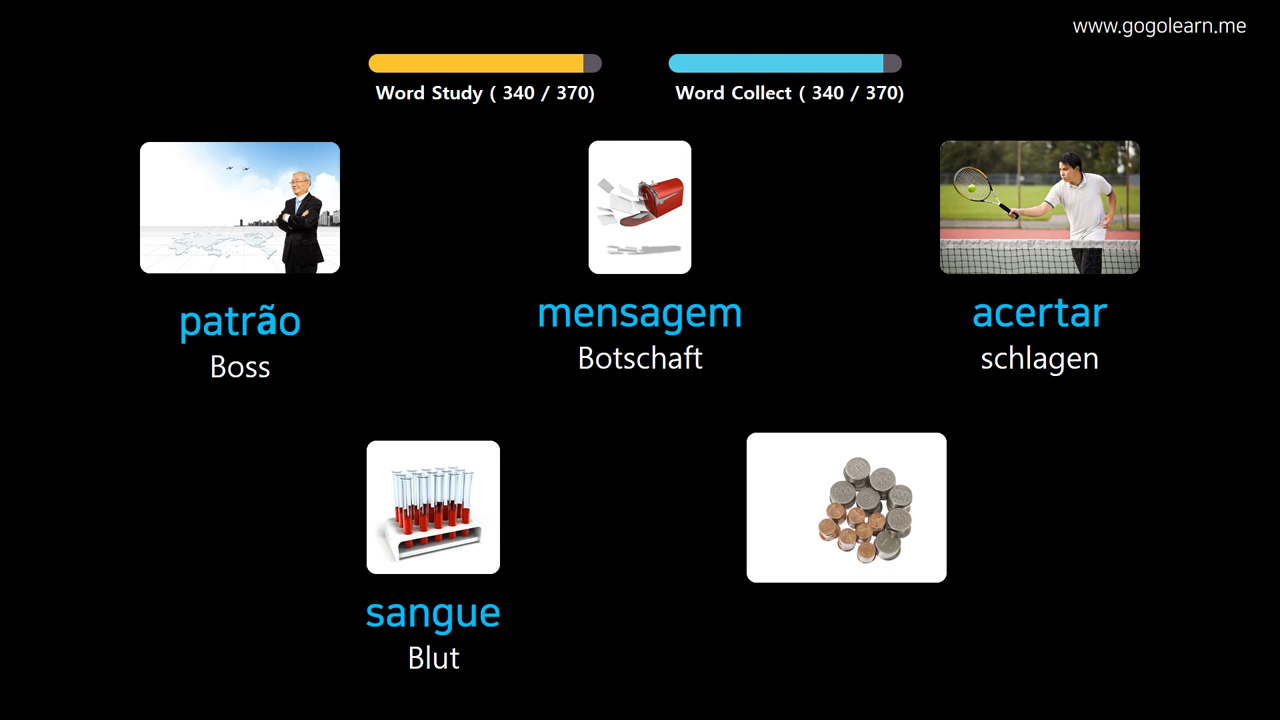 www.gogolearn.me
Word Study ( 340 / 370)
Word Collect ( 340 / 370)
patrão
Boss
mensagem
Botschaft
acertar
schlagen
sangue
Blut